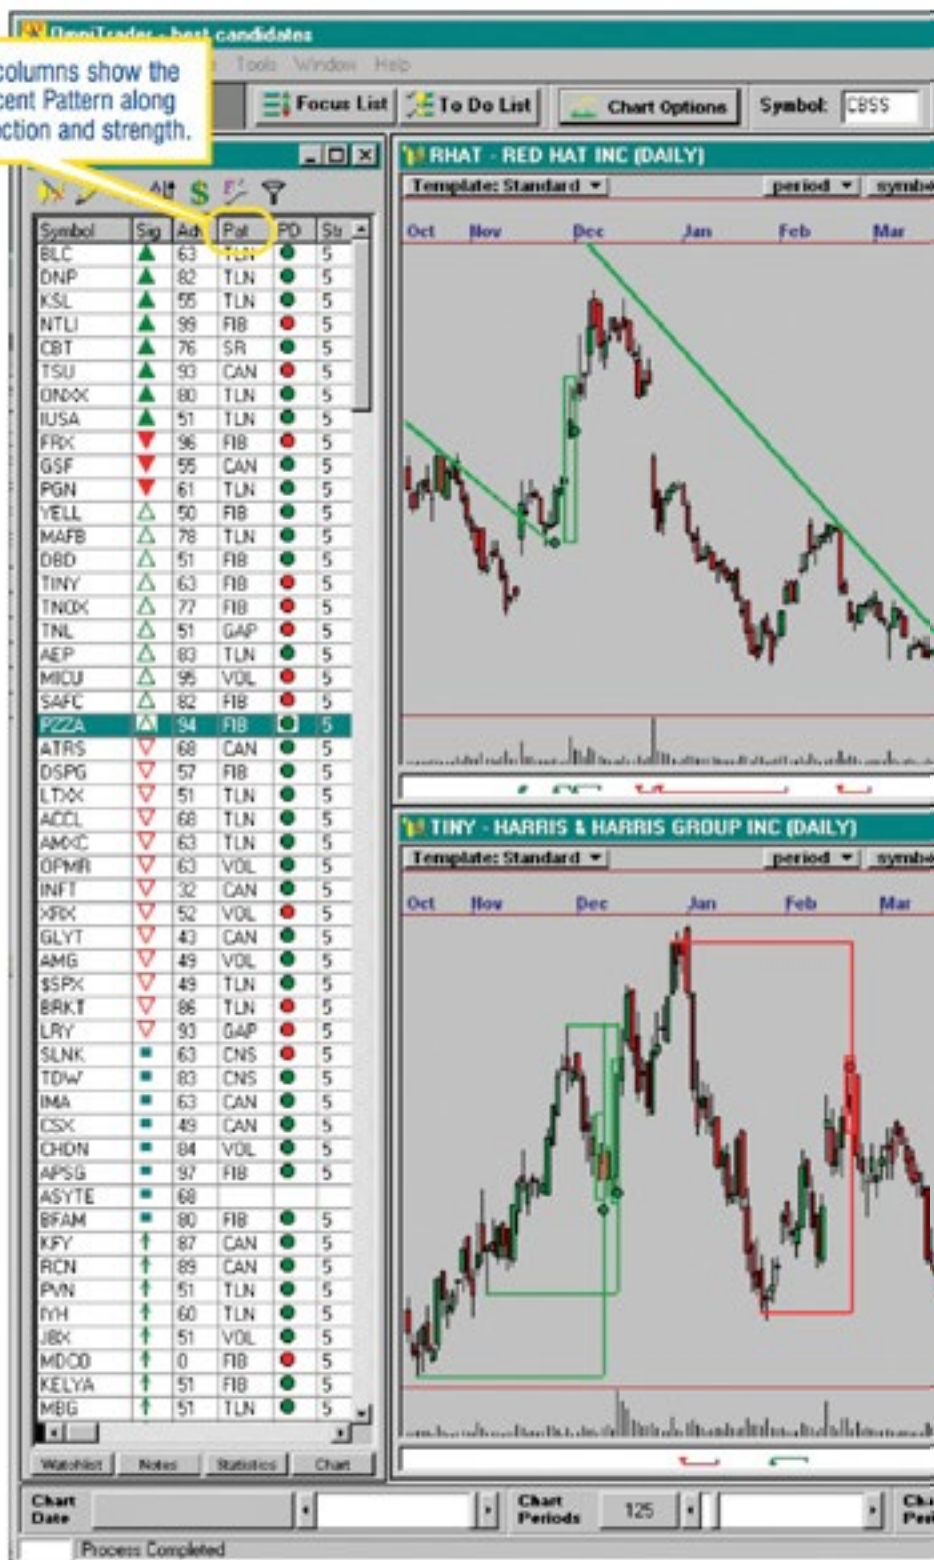 OmniTrader - best candidates
columns show the
cent Pattern along
ection and strength.
Tools Window Help
Focus List To Do List Chart Options Symbol: CBSS
Symbol Sig Adv Pat PD Str
BLC 63 TLN 5
DNP 82 TLN 5
KSL 55 TLN 5
NTLI 99 FIB 5
CBT 76 SR 5
TSU 93 CAN 5
ONXX 80 TLN 5
IUSA 51 TLN 5
FRX 96 FIB 5
GSF 55 CAN 5
PGN 61 TLN 5
YELL 50 FIB 5
MAFB 78 TLN 5
DBD 51 FIB 5
TINY 63 FIB 5
TNOX 77 FIB 5
TNL 51 GAP 5
AEP 83 TLN 5
MICU 95 VOL 5
SAFC 82 FIB 5
PZZA 94 FIB 5
ATRS 68 CAN 5
DSPG 57 FIB 5
LTXX 51 TLN 5
ACCL 68 TLN 5
AMXC 63 TLN 5
OPMR 63 VOL 5
INFT 32 CAN 5
XRX 52 VOL 5
GLYT 43 CAN 5
AMG 49 VOL 5
$SPX 49 TLN 5
BRKT 86 TLN 5
LRY 93 GAP 5
SLNK 63 CNS 5
TDW 83 CNS 5
IMA 63 CAN 5
CSX 49 CAN 5
CHDN 84 VOL 5
APSG 97 FIB 5
ASYTE 68
BFAM 80 FIB 5
KFY 87 CAN 5
RCN 89 CAN 5
PVN 51 TLN 5
IYH 60 TLN 5
JBX 51 VOL 5
MDCO 0 FIB 5
KELYA 51 FIB 5
MBG 51 TLN 5
Watchlist Notes Statistics Chart
RHAT - RED HAT INC (DAILY)
Template: Standard period symbo
Oct Nov Dec Jan Feb Mar
TINY - HARRIS & HARRIS GROUP INC (DAILY)
Template: Standard period symbo
Oct Nov Dec Jan Feb Mar
Chart
Date
Chart
Periods
125
Cha
Peri
Process Completed